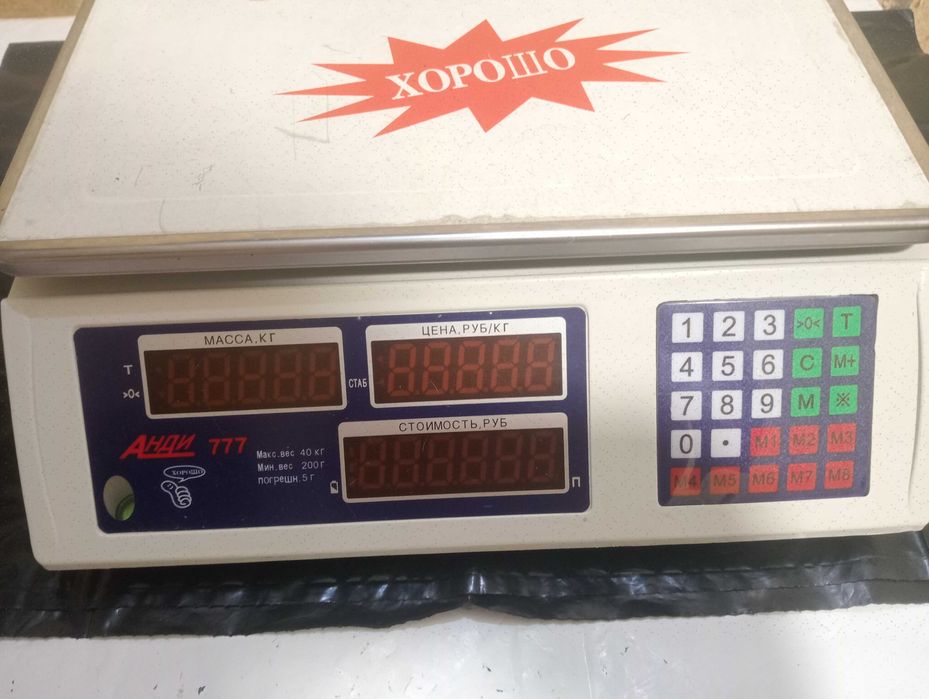 ХОРОШО
МАССА,КГ
ЦЕНА,РУБ/КГ
Т
>0<
СТАБ
СТОИМОСТЬ,РУБ
П
АНДИ 777
ХОРОШО
Макс.вес 40 кг
Мин.вес 200г
погрешн.5г
1 2 3 >0< T
4 5 6 C M+
7 8 9 M ※
0 • M1 M2 M3
M4 M5 M6 M7 M8